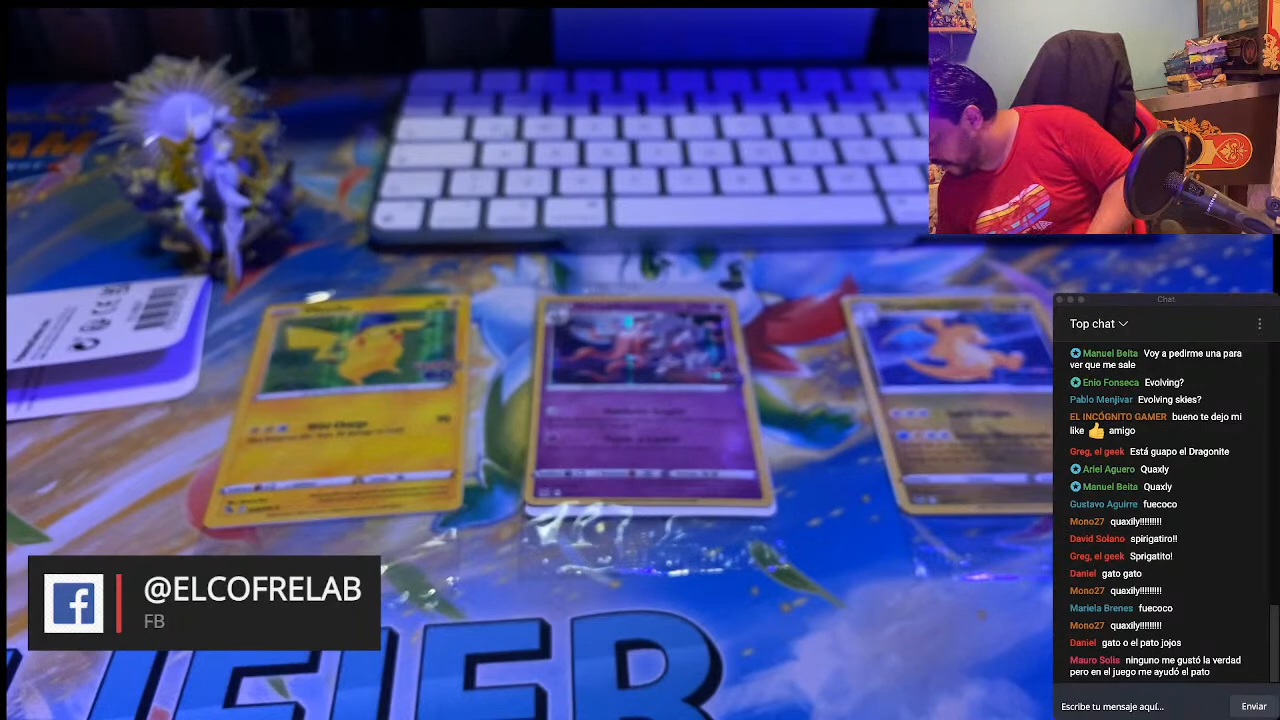 @ELCOFRELAB
FB
Chat
Top chat
Manuel Beita Voy a pedirme una para
ver que me sale
Enio Fonseca Evolving?
Pablo Menjivar Evolving skies?
EL INCÓGNITO GAMER bueno te dejo mi
like 👍 amigo
Greg, el geek Está guapo el Dragonite
Ariel Aguero Quaxly
Manuel Beita Quaxly
Gustavo Aguirre fuecoco
Mono27 quaxily!!!!!!!!!
David Solano spirigatiro!!
Greg, el geek Sprigatito!
Daniel gato gato
Mono27 quaxily!!!!!!!!!
Mariela Brenes fuecoco
Mono27 quaxily!!!!!!!!!
Daniel gato o el pato jojos
Mauro Solis ninguno me gustó la verdad
pero en el juego me ayudó el pato
Escribe tu mensaje aquí...
Enviar